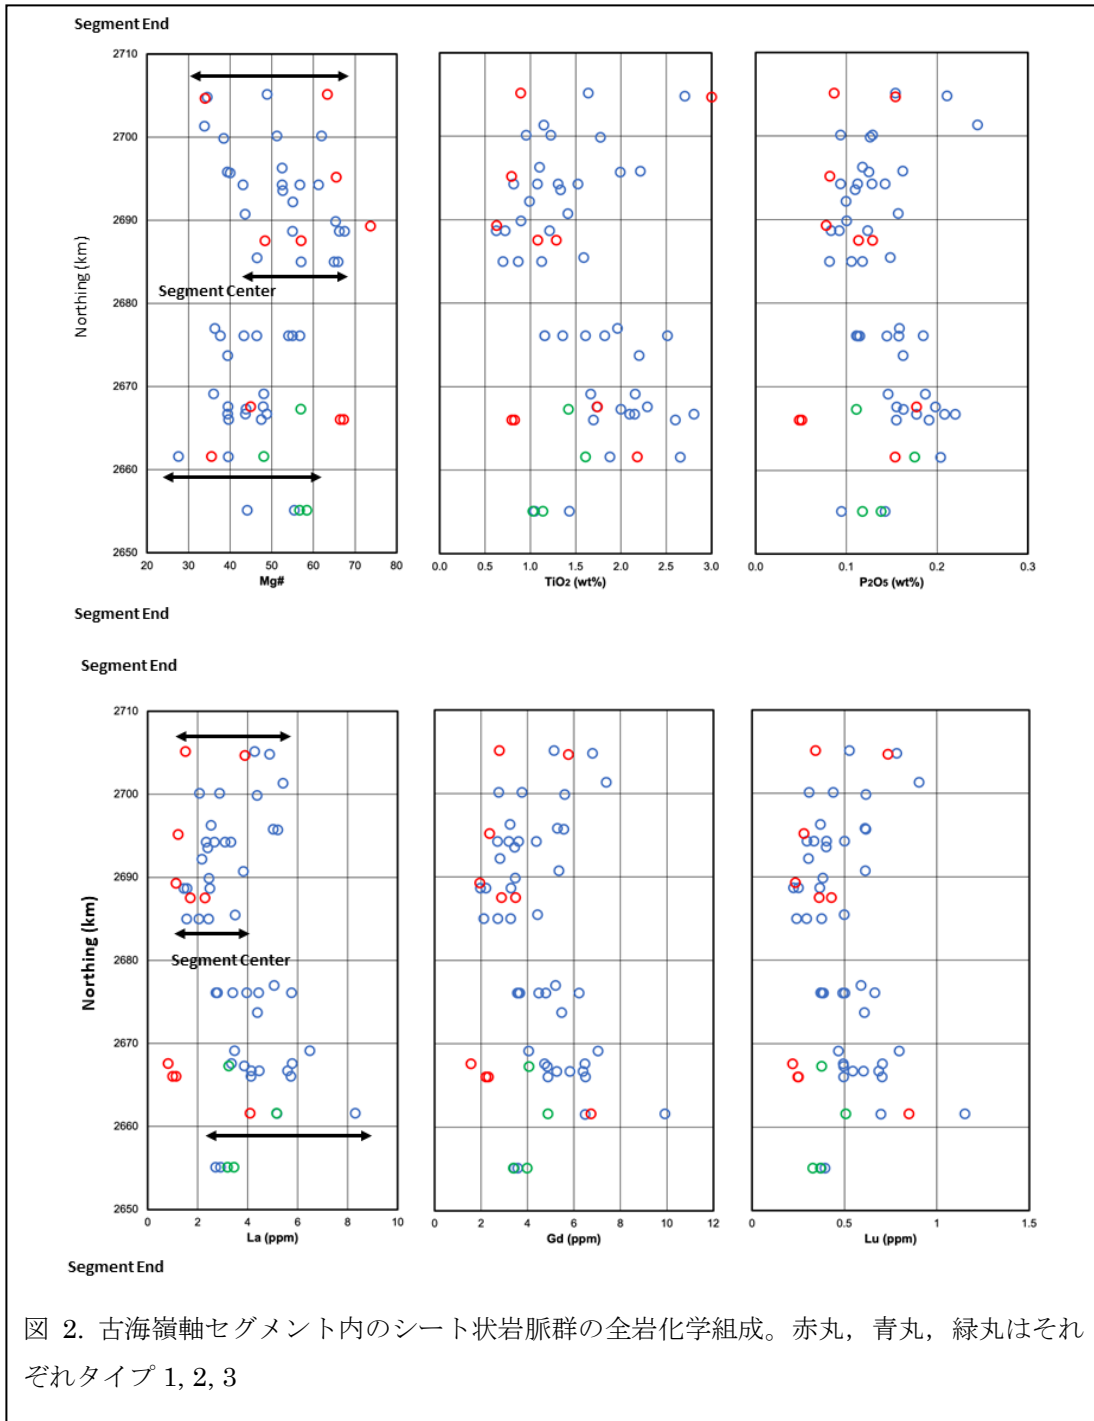 Segment End
2710
2700
2690
2680
2670
2660
2650
Northing (km)
Segment Center
20 30 40 50 60 70 80
Mg#
0.0 0.5 1.0 1.5 2.0 2.5 3.0
TiO2 (wt%)
0.0 0.1 0.2 0.3
P2O5 (wt%)
Segment End
Segment End
2710
2700
2690
2680
2670
2660
2650
Northing (km)
Segment Center
0 2 4 6 8 10
La (ppm)
0 2 4 6 8 10 12
Gd (ppm)
0 0.5 1 1.5
Lu (ppm)
Segment End
図 2. 古海嶺軸セグメント内のシート状岩脈群の全岩化学組成。赤丸，青丸，緑丸はそれ
ぞれタイプ 1, 2, 3